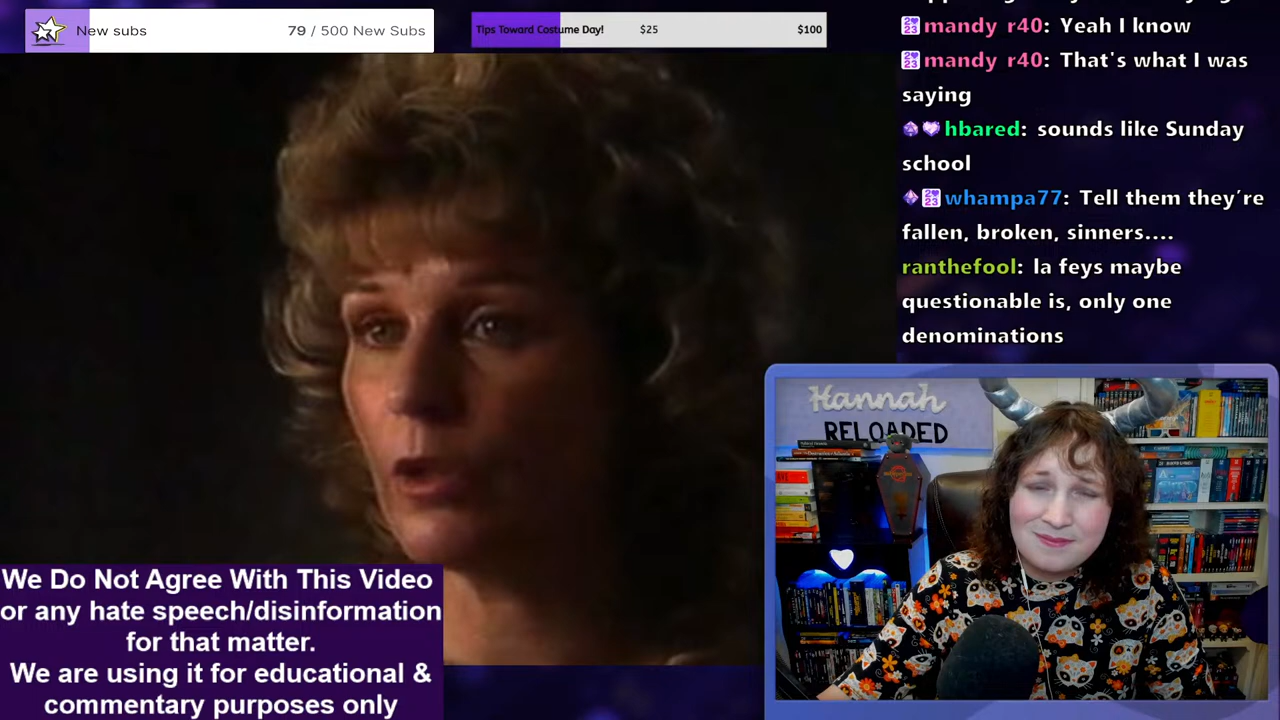 New subs
79 / 500 New Subs
Tips Toward Costume Day!
$25
$100
mandy r40: Yeah I know
mandy r40: That's what I was
saying
hbared: sounds like Sunday
school
whampa77: Tell them they're
fallen, broken, sinners....
ranthefool: la feys maybe
questionable is, only one
denominations
Hannah
RELOADED
We Do Not Agree With This Video
or any hate speech/disinformation
for that matter.
We are using it for educational &
commentary purposes only